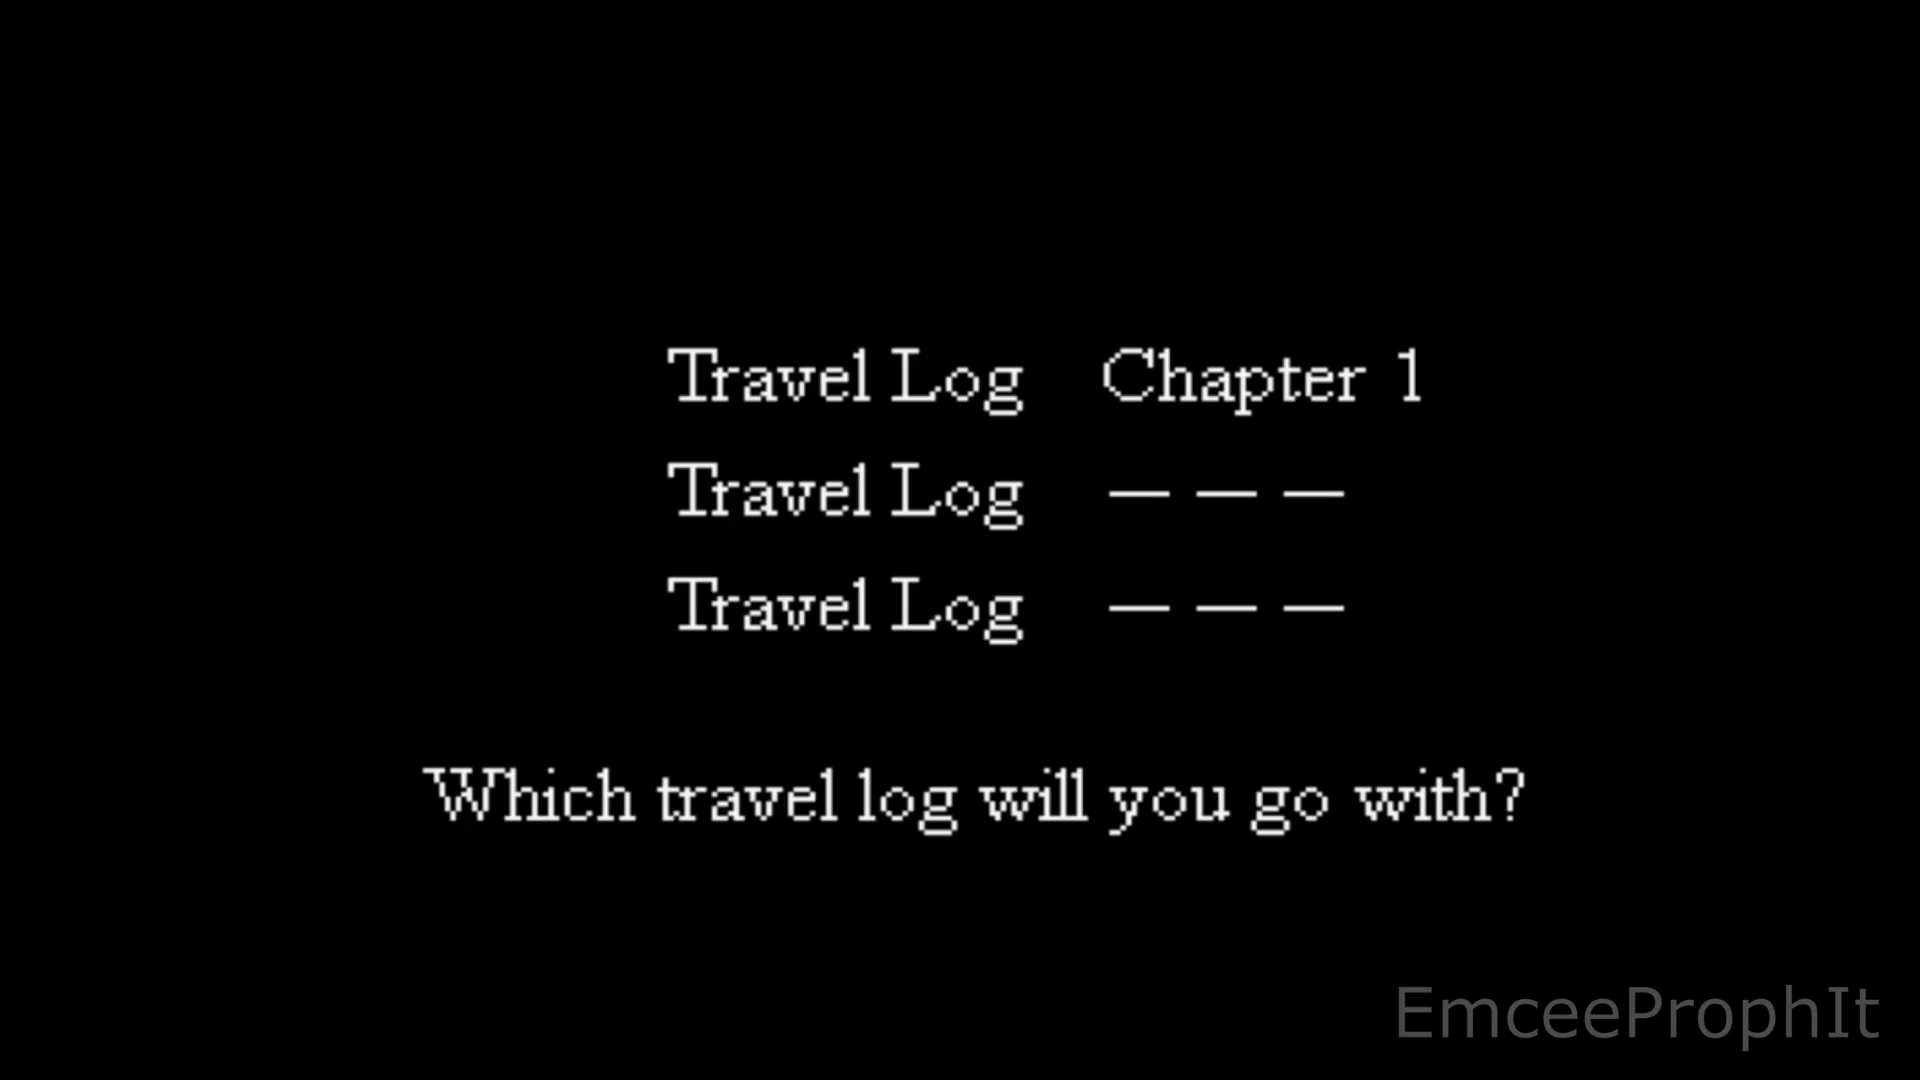 Travel Log Chapter 1
Travel Log — — —
Travel Log — — —
Which travel log will you go with?
EmceeProphIt